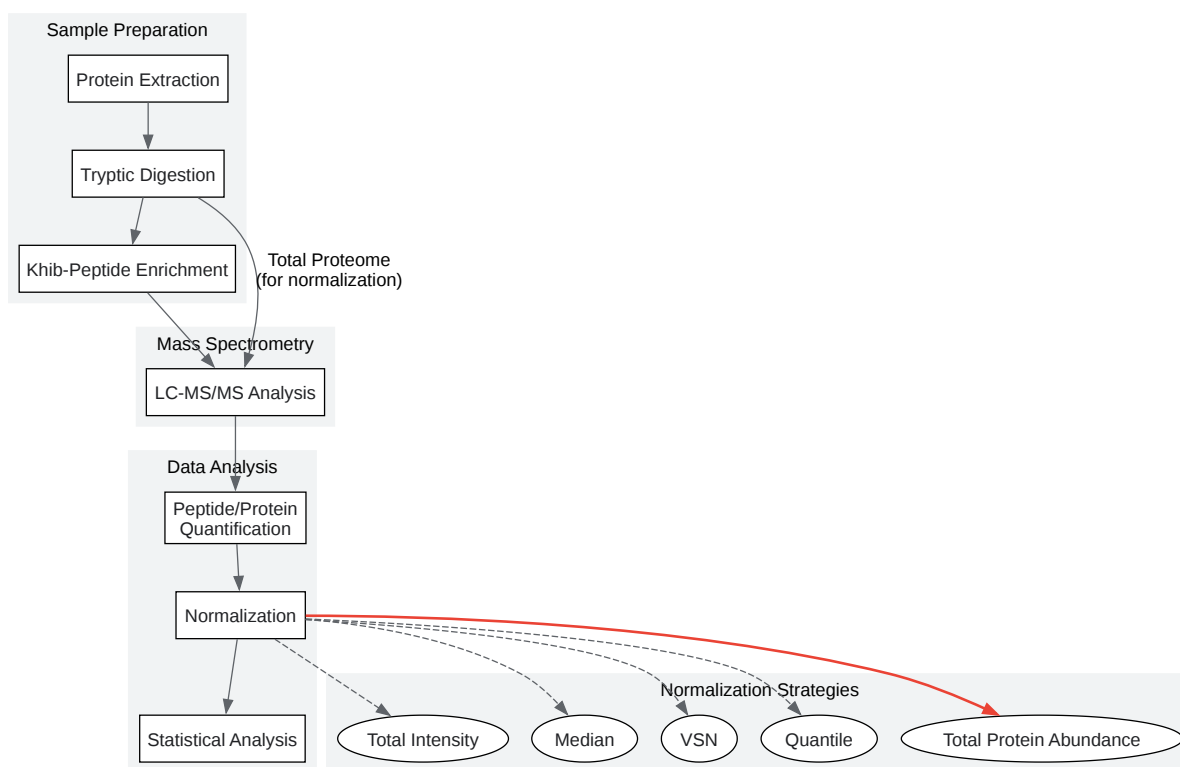 Sample Preparation
Protein Extraction
Tryptic Digestion
Khib-Peptide Enrichment
Total Proteome
(for normalization)
Mass Spectrometry
LC-MS/MS Analysis
Data Analysis
Peptide/Protein
Quantification
Normalization
Statistical Analysis
Normalization Strategies
Total Intensity
Median
VSN
Quantile
Total Protein Abundance